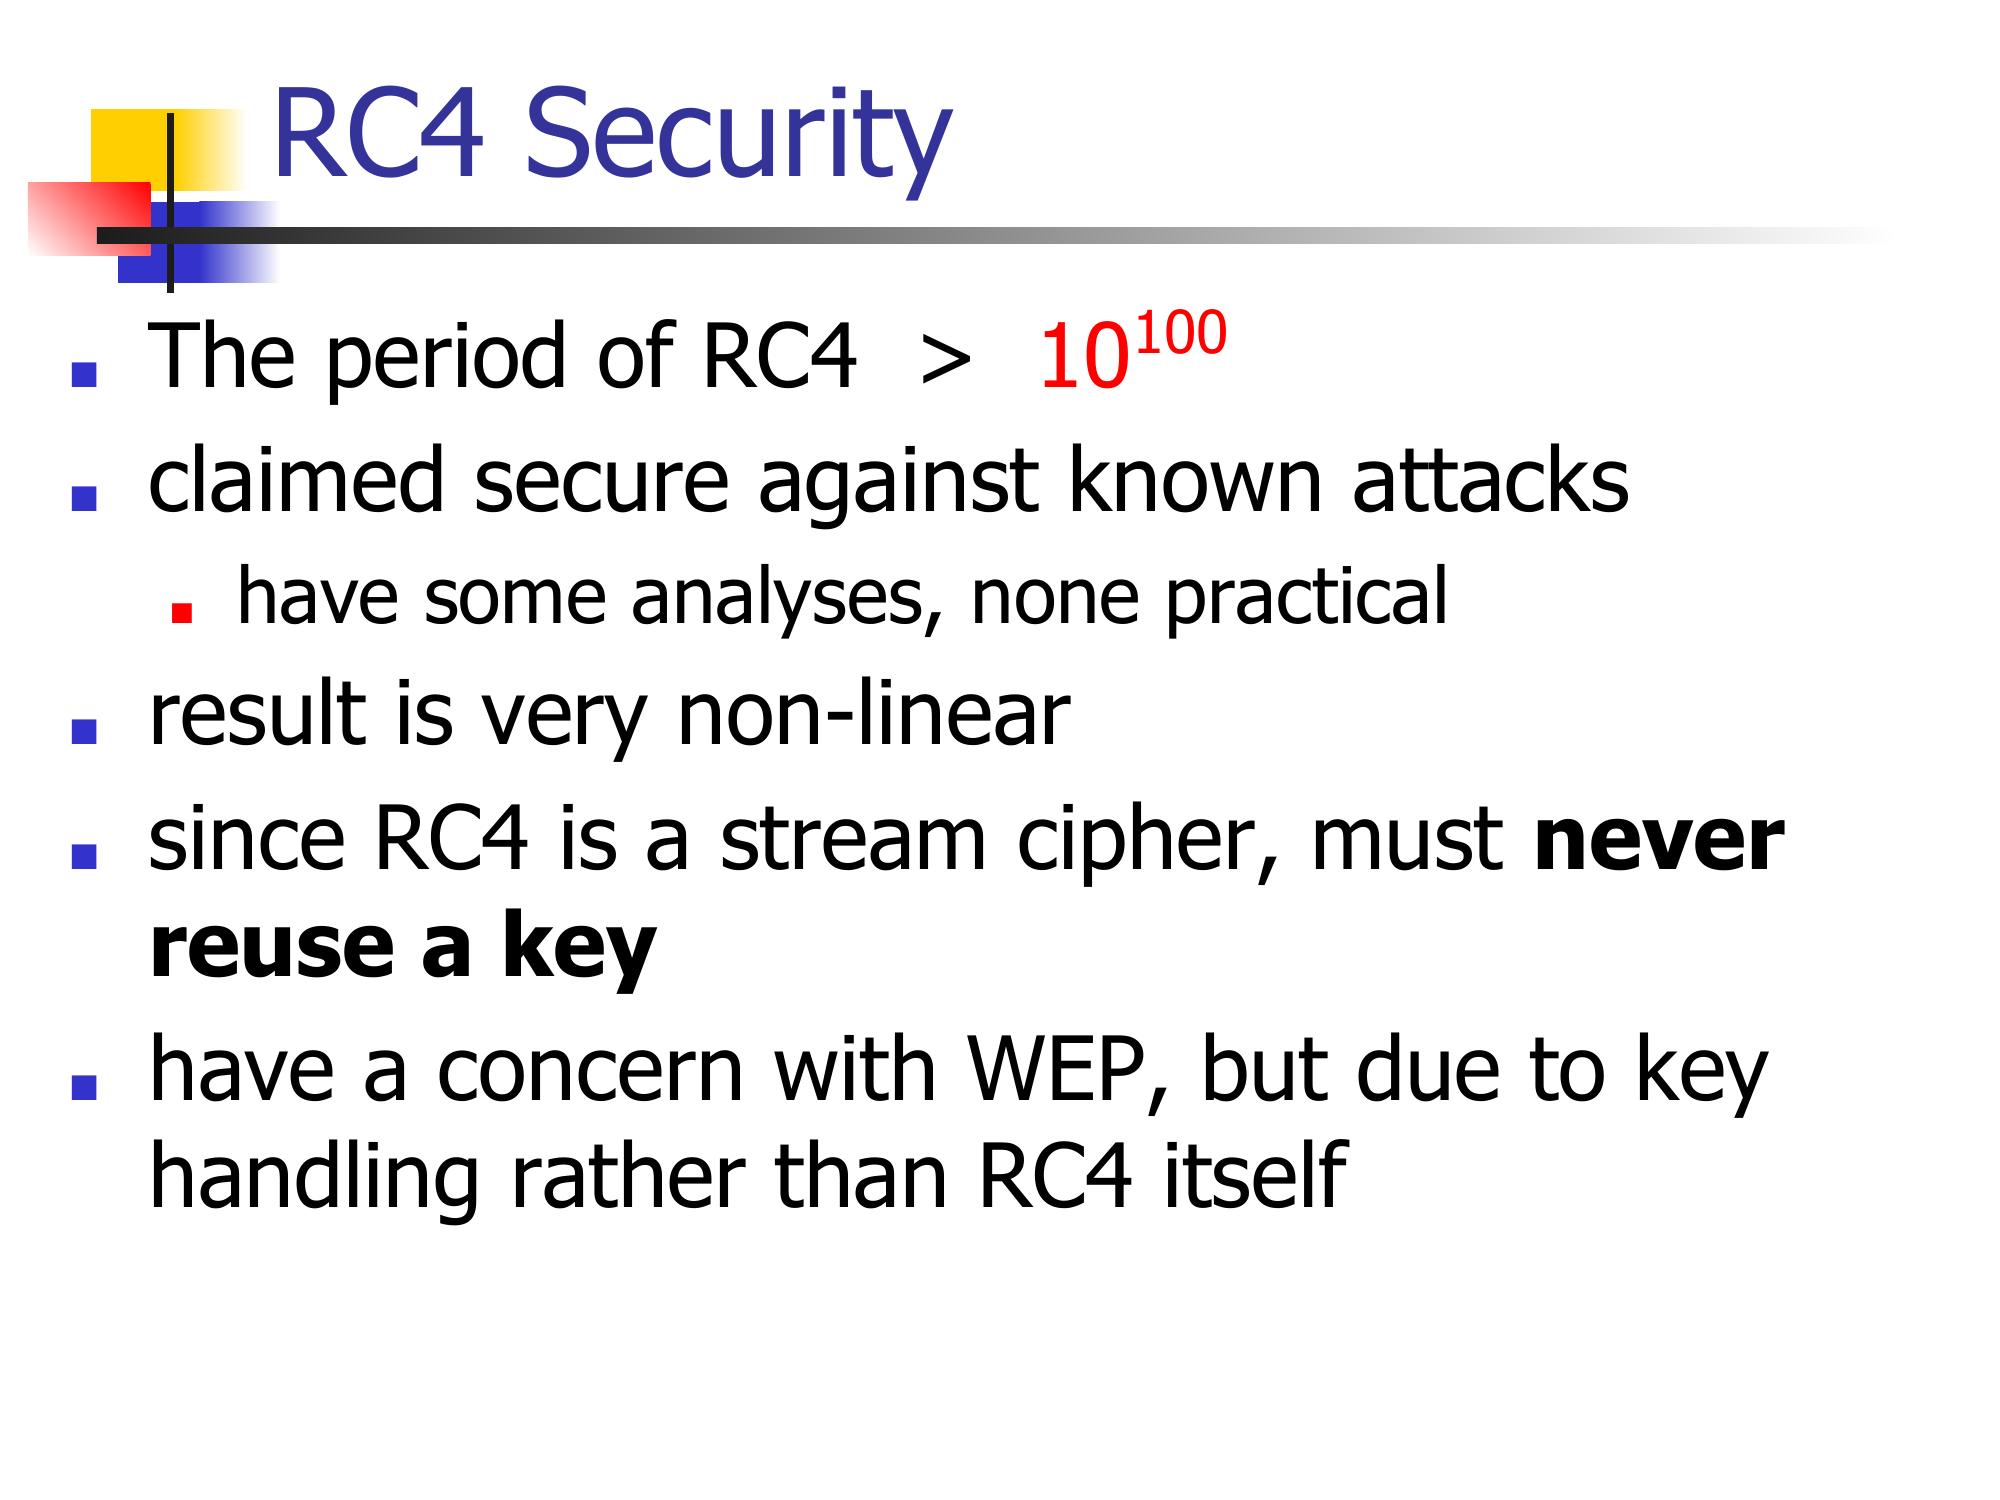 RC4 Security
The period of RC4 > 10¹⁰⁰
claimed secure against known attacks
have some analyses, none practical
result is very non-linear
since RC4 is a stream cipher, must never
reuse a key
have a concern with WEP, but due to key
handling rather than RC4 itself